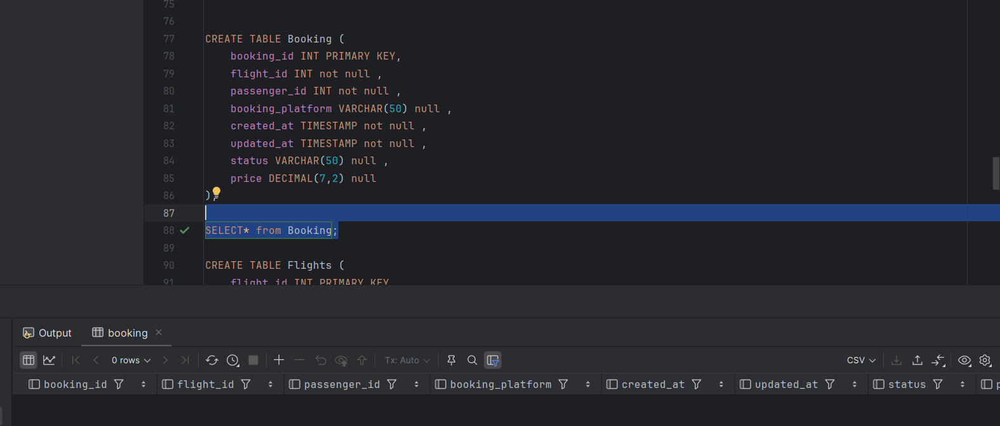 75
76
77 CREATE TABLE Booking (
78 booking_id INT PRIMARY KEY,
79 flight_id INT not null ,
80 passenger_id INT not null ,
81 booking_platform VARCHAR(50) null ,
82 created_at TIMESTAMP not null ,
83 updated_at TIMESTAMP not null ,
84 status VARCHAR(50) null ,
85 price DECIMAL(7,2) null
86 );
87
88 SELECT* from Booking;
89
90 CREATE TABLE Flights (
91 flight_id INT PRIMARY KEY
Output booking
0 rows Tx: Auto CSV
booking_id flight_id passenger_id booking_platform created_at updated_at status